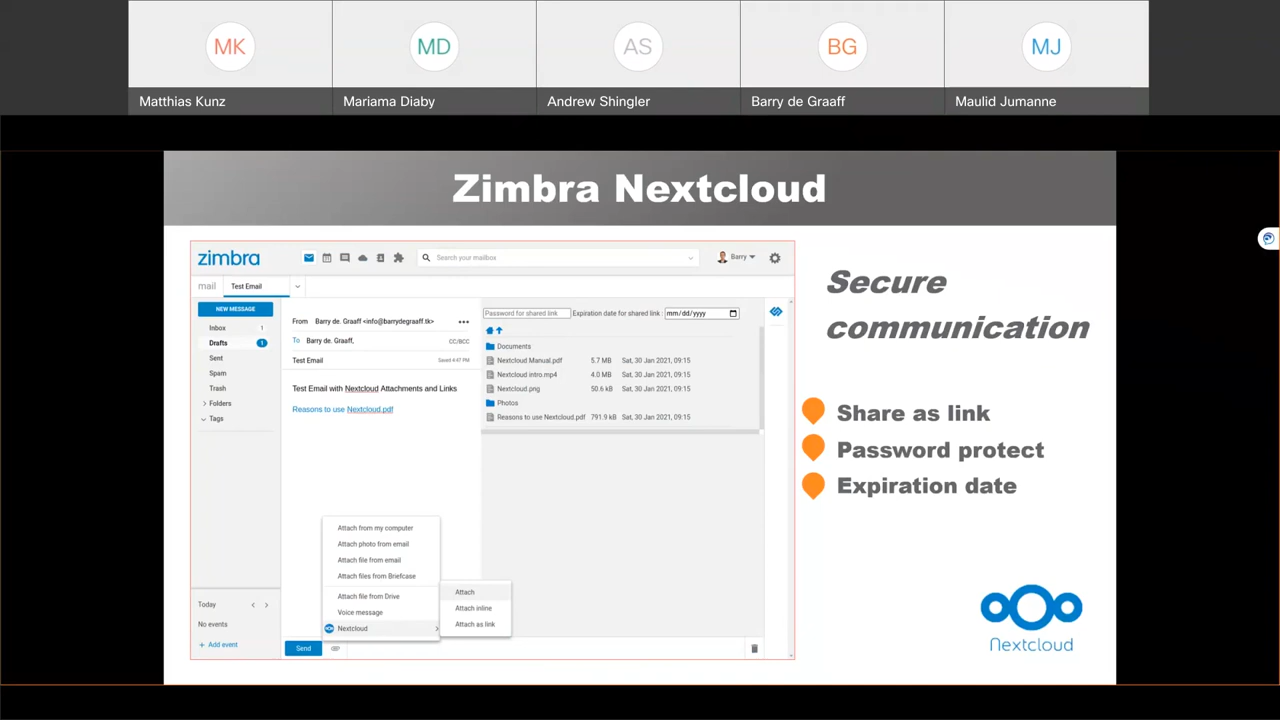 MK
MD
AS
BG
MJ
Matthias Kunz
Mariama Diaby
Andrew Shingler
Barry de Graaff
Maulid Jumanne
Zimbra Nextcloud
zimbra
Search your mailbox
Barry
mail
Test Email
NEW MESSAGE
Inbox 1
Drafts 1
Sent
Spam
Trash
Folders
Tags
Today
No events
+ Add event
From Barry de. Graaff <info@barrydegraaff.tk>
To Barry de. Graaff, CC/BCC
Test Email Saved 4:47 PM
Test Email with Nextcloud Attachments and Links
Reasons to use Nextcloud.pdf
Password for shared link Expiration date for shared link : mm/dd/yyyy
Documents
Nextcloud Manual.pdf 5.7 MB Sat, 30 Jan 2021, 09:15
Nextcloud intro.mp4 4.0 MB Sat, 30 Jan 2021, 09:15
Nextcloud.png 50.6 kB Sat, 30 Jan 2021, 09:15
Photos
Reasons to use Nextcloud.pdf 791.9 kB Sat, 30 Jan 2021, 09:15
Attach from my computer
Attach photo from email
Attach file from email
Attach files from Briefcase
Attach file from Drive
Voice message
Nextcloud
Attach
Attach inline
Attach as link
Send
Secure
communication
Share as link
Password protect
Expiration date
Nextcloud